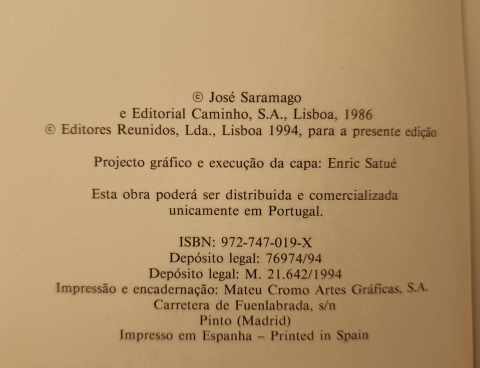 © José Saramago
e Editorial Caminho, S.A., Lisboa, 1986
© Editores Reunidos, Lda., Lisboa 1994, para a presente edição
Projecto gráfico e execução da capa: Enric Satué
Esta obra poderá ser distribuida e comercializada
unicamente em Portugal.
ISBN: 972-747-019-X
Depósito legal: 76974/94
Depósito legal: M. 21.642/1994
Impressão e encadernação: Mateu Cromo Artes Gráficas, S.A.
Carretera de Fuenlabrada, s/n
Pinto (Madrid)
Impresso em Espanha – Printed in Spain